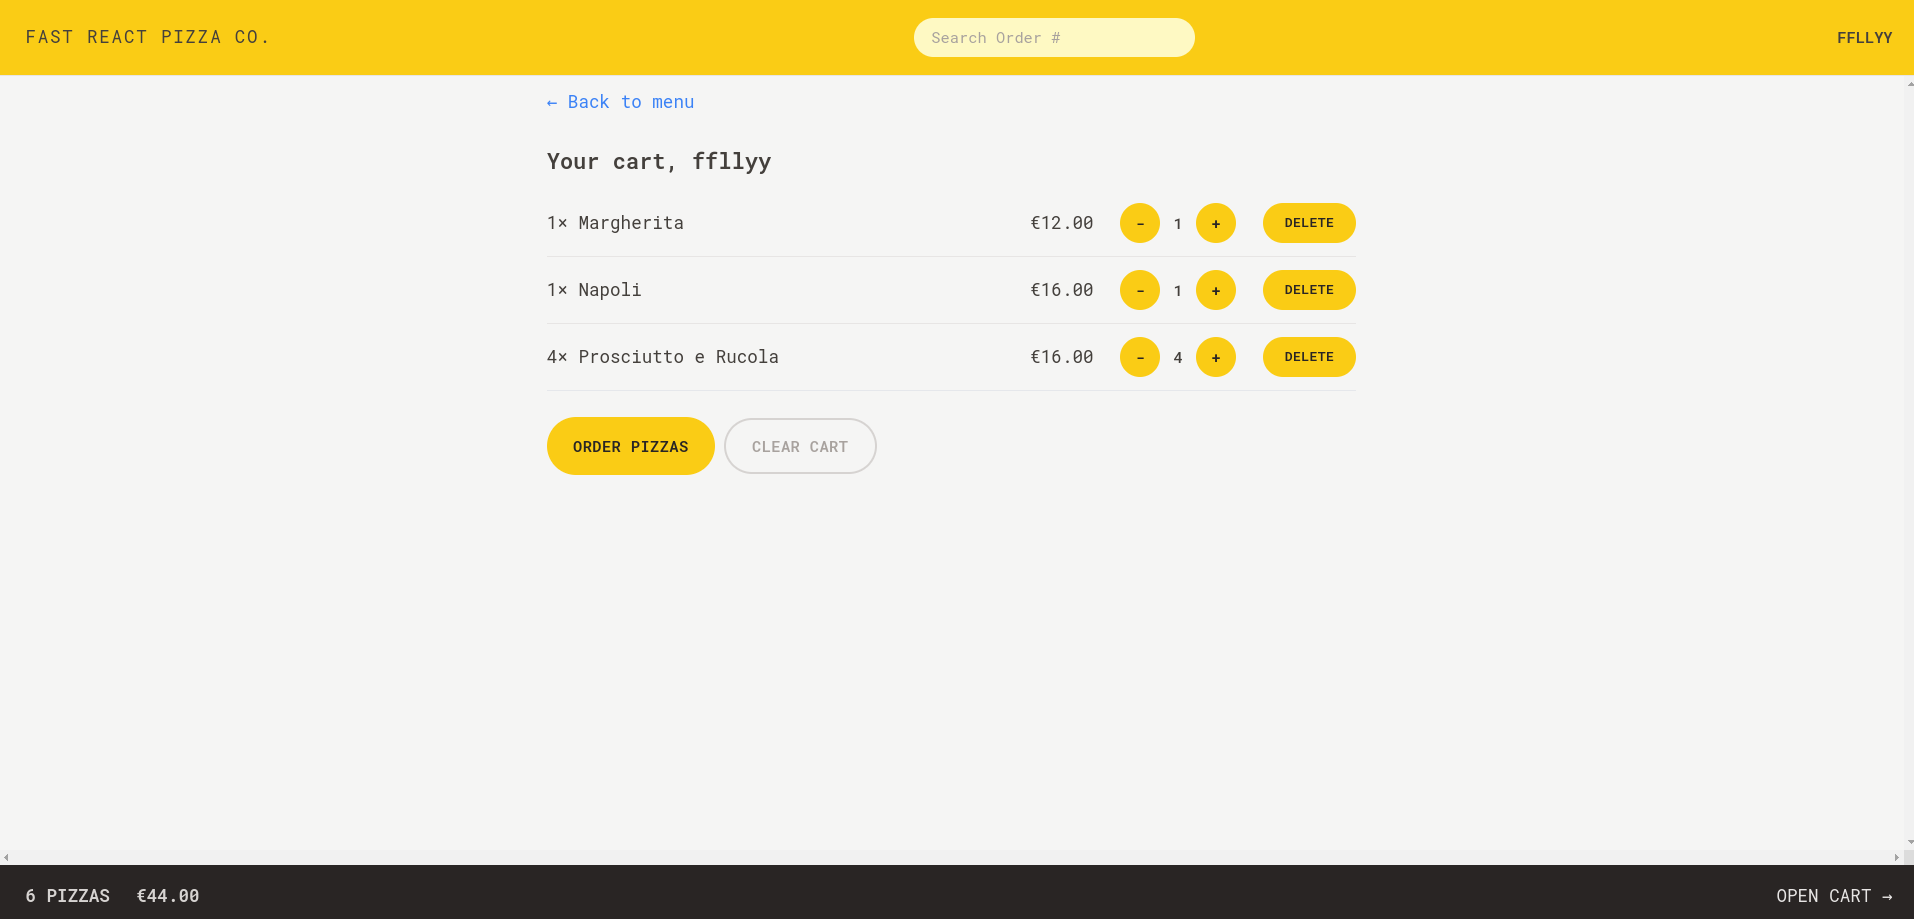 FAST REACT PIZZA CO.
Search Order #
FFLLYY
← Back to menu
Your cart, ffllyy
1× Margherita €12.00 - 1 + DELETE
1× Napoli €16.00 - 1 + DELETE
4× Prosciutto e Rucola €16.00 - 4 + DELETE
ORDER PIZZAS CLEAR CART
6 PIZZAS €44.00 OPEN CART →